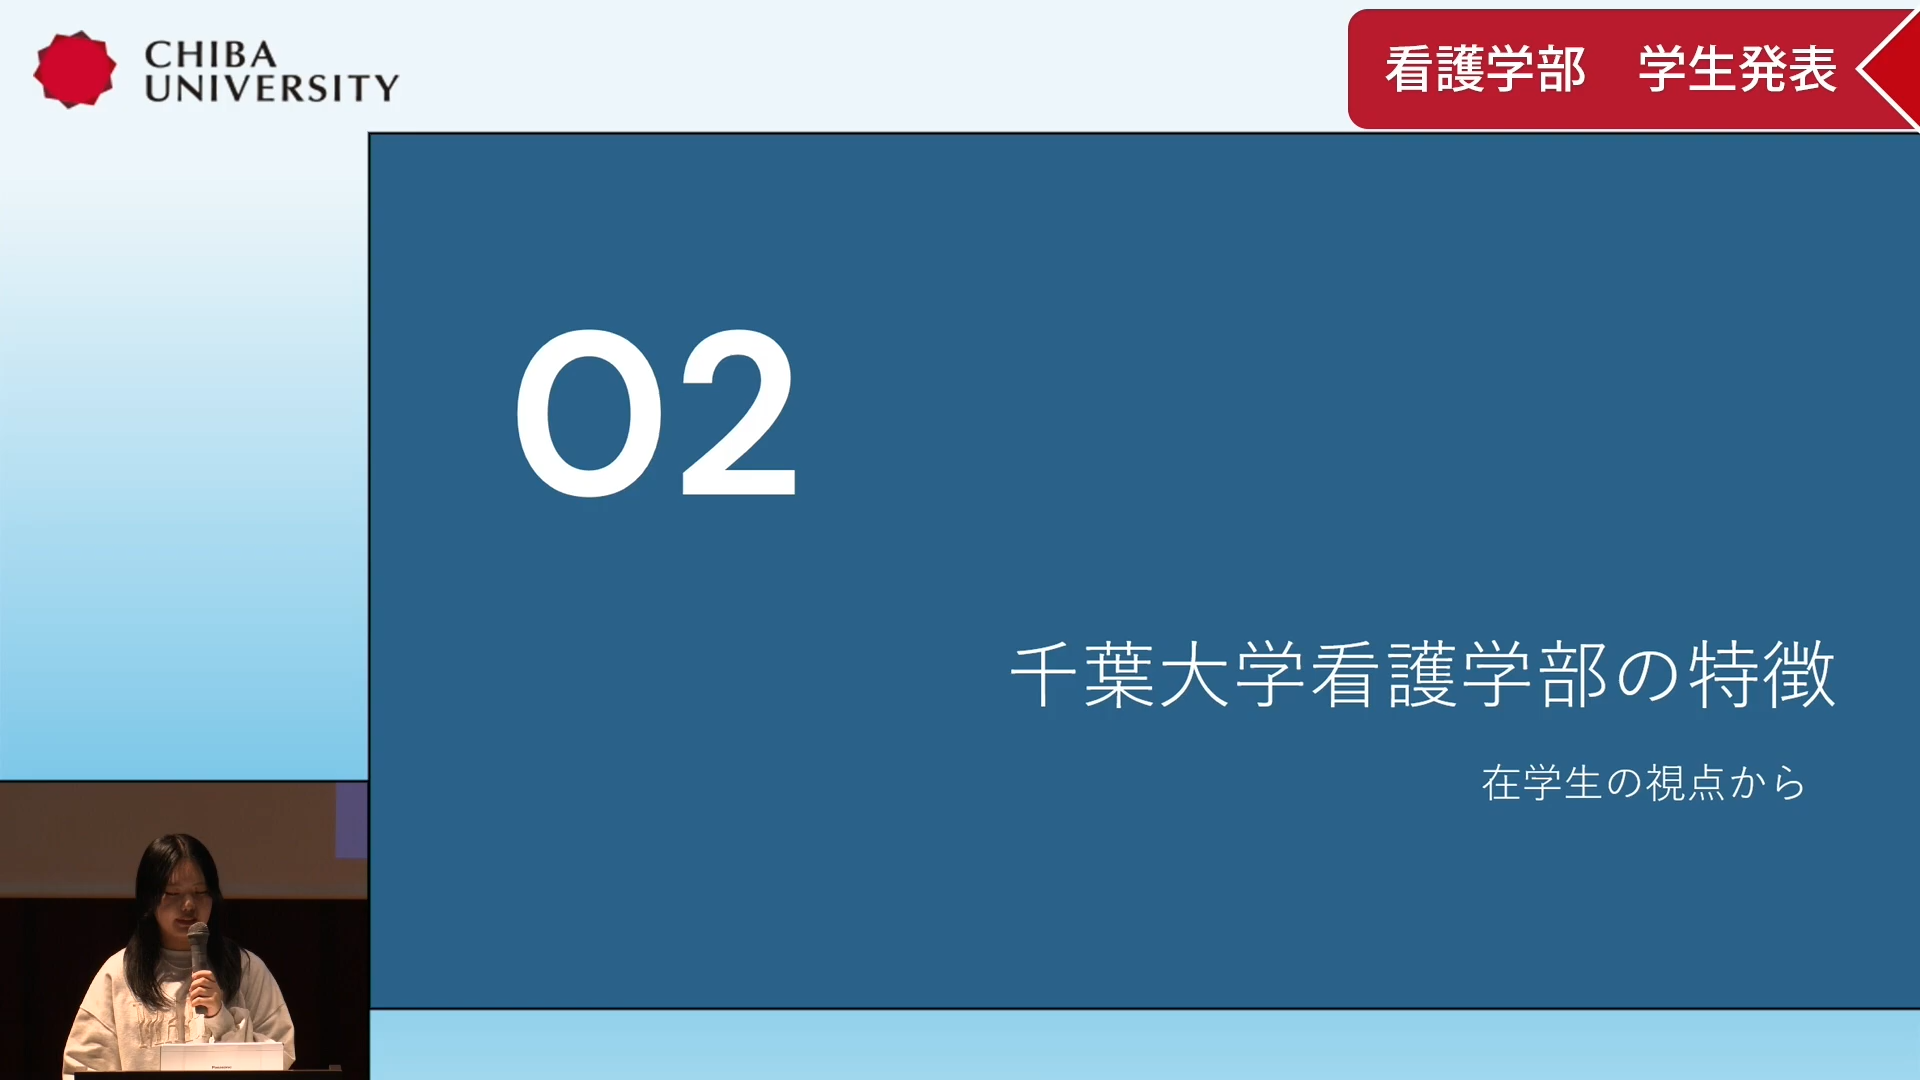 CHIBA
UNIVERSITY
看護学部　学生発表
02
千葉大学看護学部の特徴
在学生の視点から
Panasonic